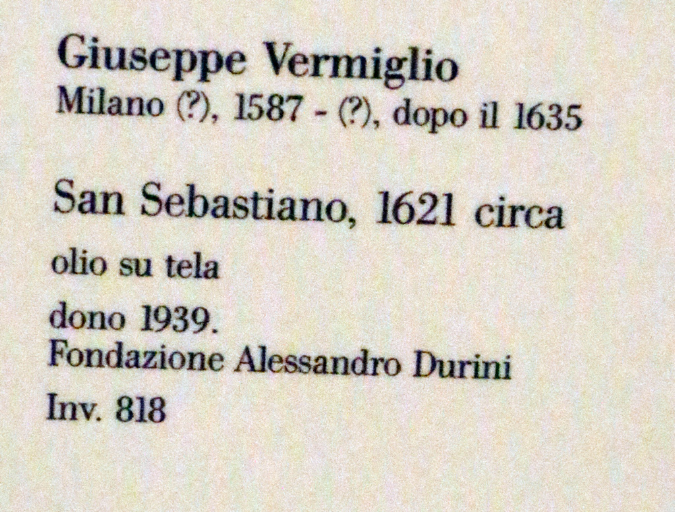 Giuseppe Vermiglio
Milano (?), 1587 - (?), dopo il 1635
San Sebastiano, 1621 circa
olio su tela
dono 1939.
Fondazione Alessandro Durini
Inv. 818